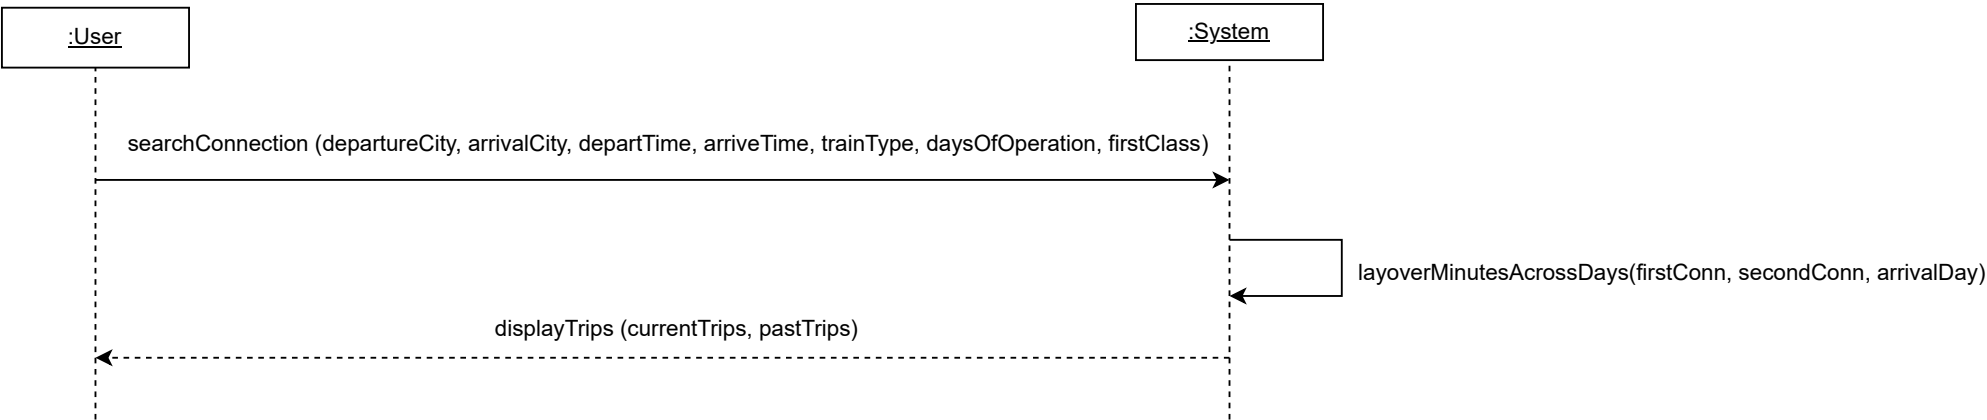 :User
:System
searchConnection (departureCity, arrivalCity, departTime, arriveTime, trainType, daysOfOperation, firstClass)
layoverMinutesAcrossDays(firstConn, secondConn, arrivalDay)
displayTrips (currentTrips, pastTrips)